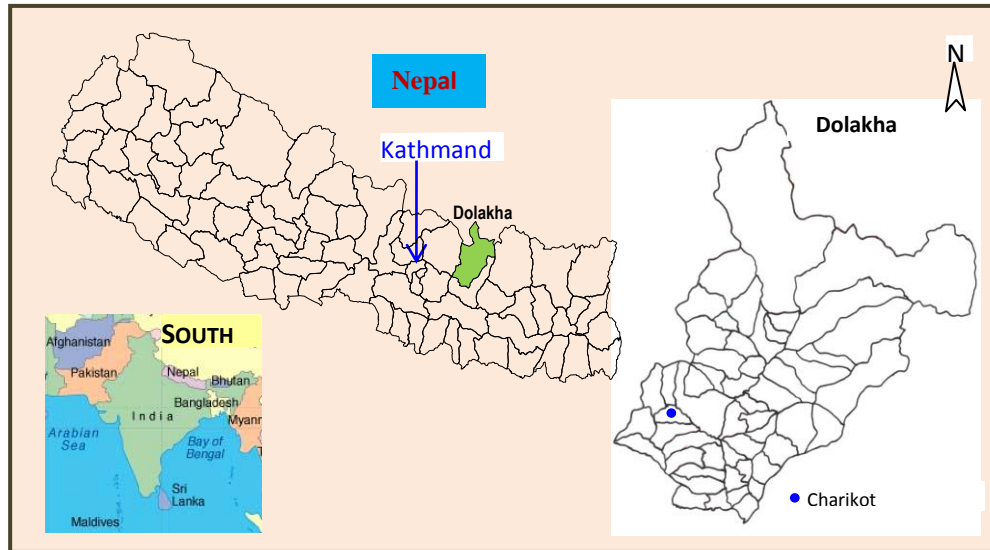 Nepal
N
Dolakha
Kathmand
Dolakha
SOUTH
Afghanistan
Pakistan
Nepal
Bhutan
Bangladesh
India
Myanr
Arabian
Sea
Bay of
Bengal
Sri
Lanka
Maldives
Charikot